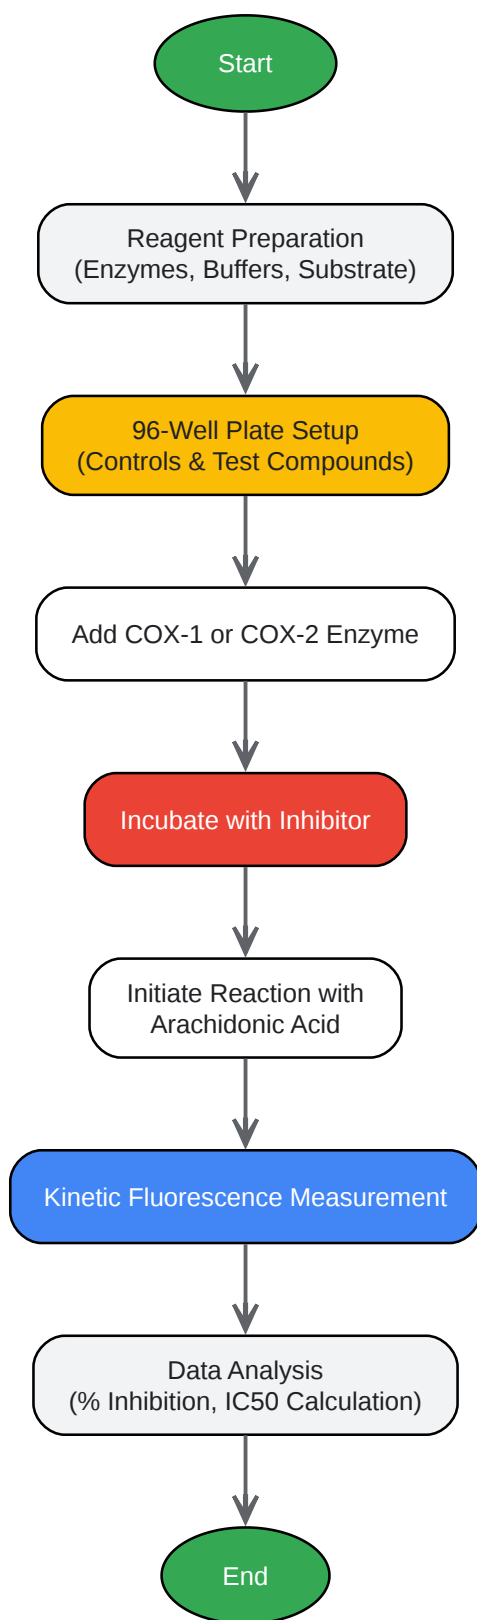 Start
Reagent Preparation
(Enzymes, Buffers, Substrate)
96-Well Plate Setup
(Controls & Test Compounds)
Add COX-1 or COX-2 Enzyme
Incubate with Inhibitor
Initiate Reaction with
Arachidonic Acid
Kinetic Fluorescence Measurement
Data Analysis
(% Inhibition, IC50 Calculation)
End